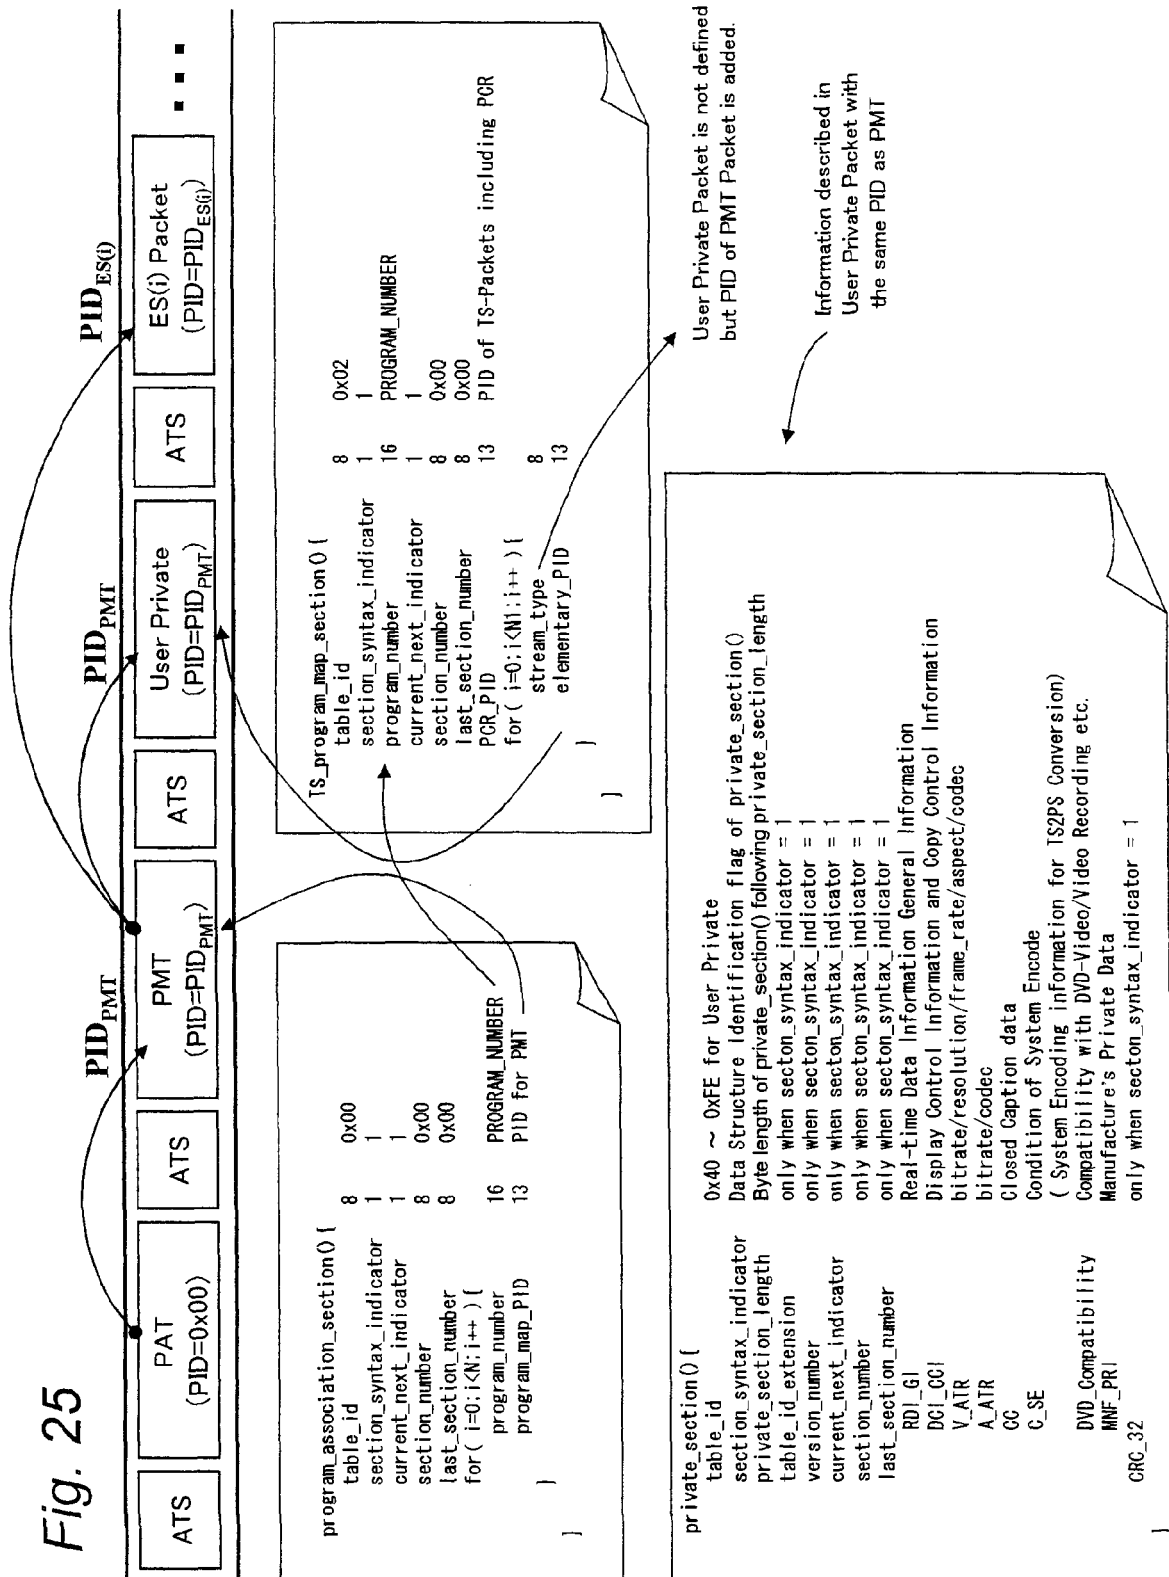 Fig. 25
PID_PMT
PID_PMT
PID_ES(i)
ATS
PAT
(PID=0x00)
ATS
PMT
(PID=PID_PMT)
ATS
User Private
(PID=PID_PMT)
ATS
ES(i) Packet
(PID=PID_ES(i))
program_association_section() {
table_id 8 0x00
section_syntax_indicator 1 1
current_next_indicator 1 1
section_number 8 0x00
last_section_number 8 0x00
for( i=0;i<N;i++ ) {
program_number 16 PROGRAM_NUMBER
program_map_PID 13 PID for PMT
}
}
TS_program_map_section() {
table_id 8 0x02
section_syntax_indicator 1 1
program_number 16 PROGRAM_NUMBER
current_next_indicator 1 1
section_number 8 0x00
last_section_number 8 0x00
PCR_PID 13 PID of TS-Packets including PCR
for( i=0;i<N1;i++ ) {
stream_type 8
elementary_PID 13
}
}
User Private Packet is not defined
but PID of PMT Packet is added.
private_section() {
table_id 0x40 ~ 0xFE for User Private
section_syntax_indicator Data Structure Identification flag of private_section()
private_section_length Byte length of private_section() following private_section_length
table_id_extension only when secton_syntax_indicator = 1
version_number only when secton_syntax_indicator = 1
current_next_indicator only when secton_syntax_indicator = 1
section_number only when secton_syntax_indicator = 1
last_section_number only when secton_syntax_indicator = 1
RDI_GI Real-time Data Information General Information
DCI_CCI Display Control Information and Copy Control Information
V_ATR bitrate/resolution/frame_rate/aspect/codec
A_ATR bitrate/codec
CC Closed Caption data
C_SE Condition of System Encode
( System Encoding information for TS2PS Conversion)
DVD_Compatibility Compatibility with DVD-Video/Video Recording etc.
MNF_PRI Manufacture's Private Data
CRC_32 only when secton_syntax_indicator = 1
}
Information described in
User Private Packet with
the same PID as PMT